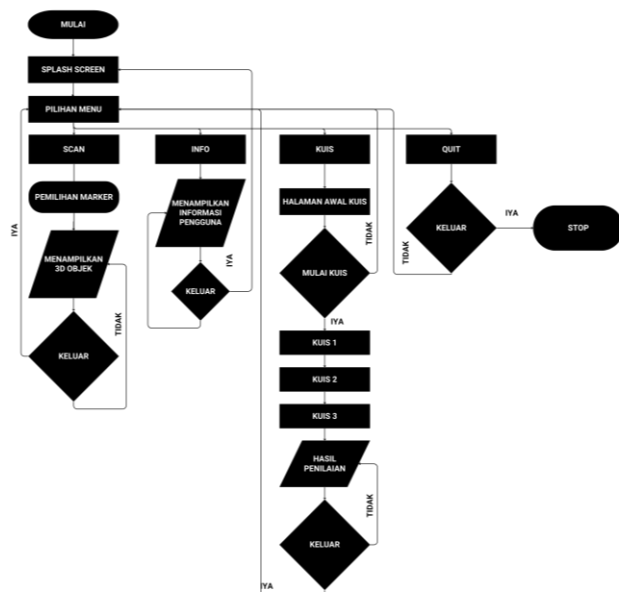 MULAI
SPLASH SCREEN
PILIHAN MENU
SCAN
INFO
KUIS
QUIT
PEMILIHAN MARKER
MENAMPILKAN
INFORMASI
PENGGUNA
HALAMAN AWAL KUIS
KELUAR
IYA
STOP
IYA
MENAMPILKAN
3D OBJEK
IYA
TIDAK
MULAI KUIS
TIDAK
KELUAR
TIDAK
KELUAR
IYA
KUIS 1
KUIS 2
KUIS 3
HASIL
PENILAIAN
TIDAK
KELUAR
IYA